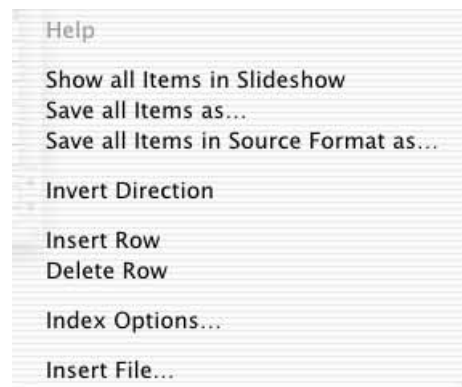 Help
Show all Items in Slideshow
Save all Items as...
Save all Items in Source Format as...
Invert Direction
Insert Row
Delete Row
Index Options...
Insert File...